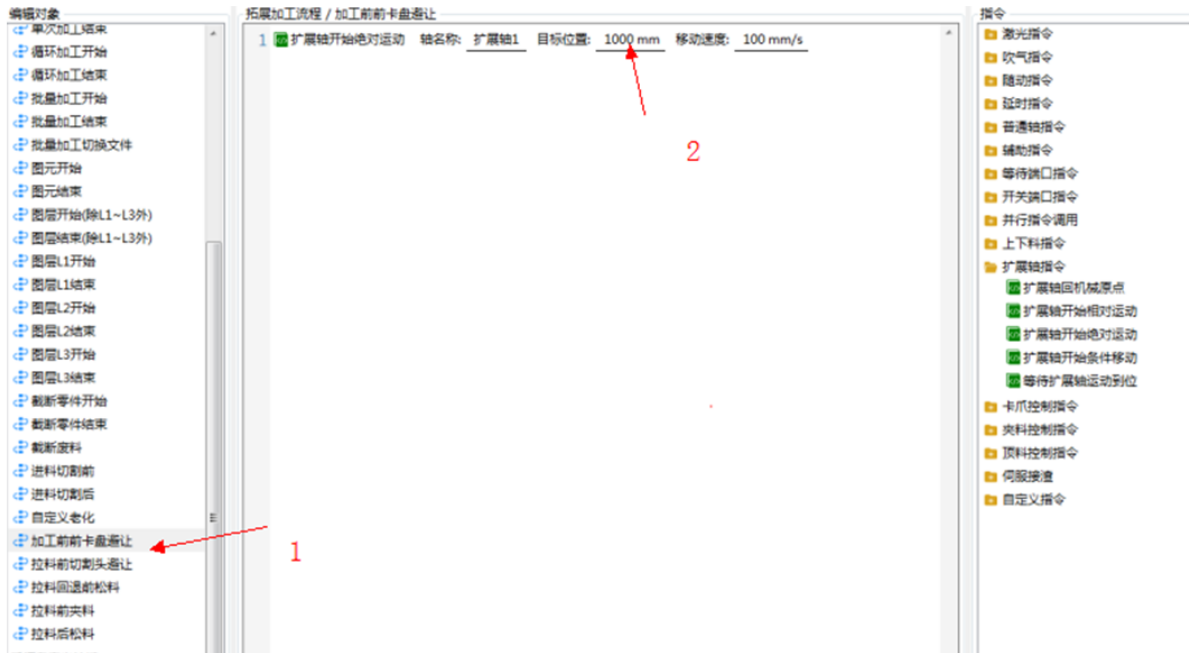 编辑对象
单次加工结束
循环加工开始
循环加工结束
批量加工开始
批量加工结束
批量加工切换文件
图元开始
图元结束
图层开始(除L1~L3外)
图层结束(除L1~L3外)
图层L1开始
图层L1结束
图层L2开始
图层L2结束
图层L3开始
图层L3结束
截断零件开始
截断零件结束
截断废料
进料切割前
进料切割后
自定义老化
加工前前卡盘避让
拉料前切割头避让
拉料回退前松料
拉料前夹料
拉料后松料
1
拓展加工流程 / 加工前前卡盘避让
1 扩展轴开始绝对运动 轴名称: 扩展轴1 目标位置: 1000 mm 移动速度: 100 mm/s
2
指令
激光指令
吹气指令
随动指令
延时指令
普通轴指令
辅助指令
等待端口指令
开关端口指令
并行指令调用
上下料指令
扩展轴指令
扩展轴回机械原点
扩展轴开始相对运动
扩展轴开始绝对运动
扩展轴开始条件移动
等待扩展轴运动到位
卡爪控制指令
夹料控制指令
顶料控制指令
伺服接渣
自定义指令